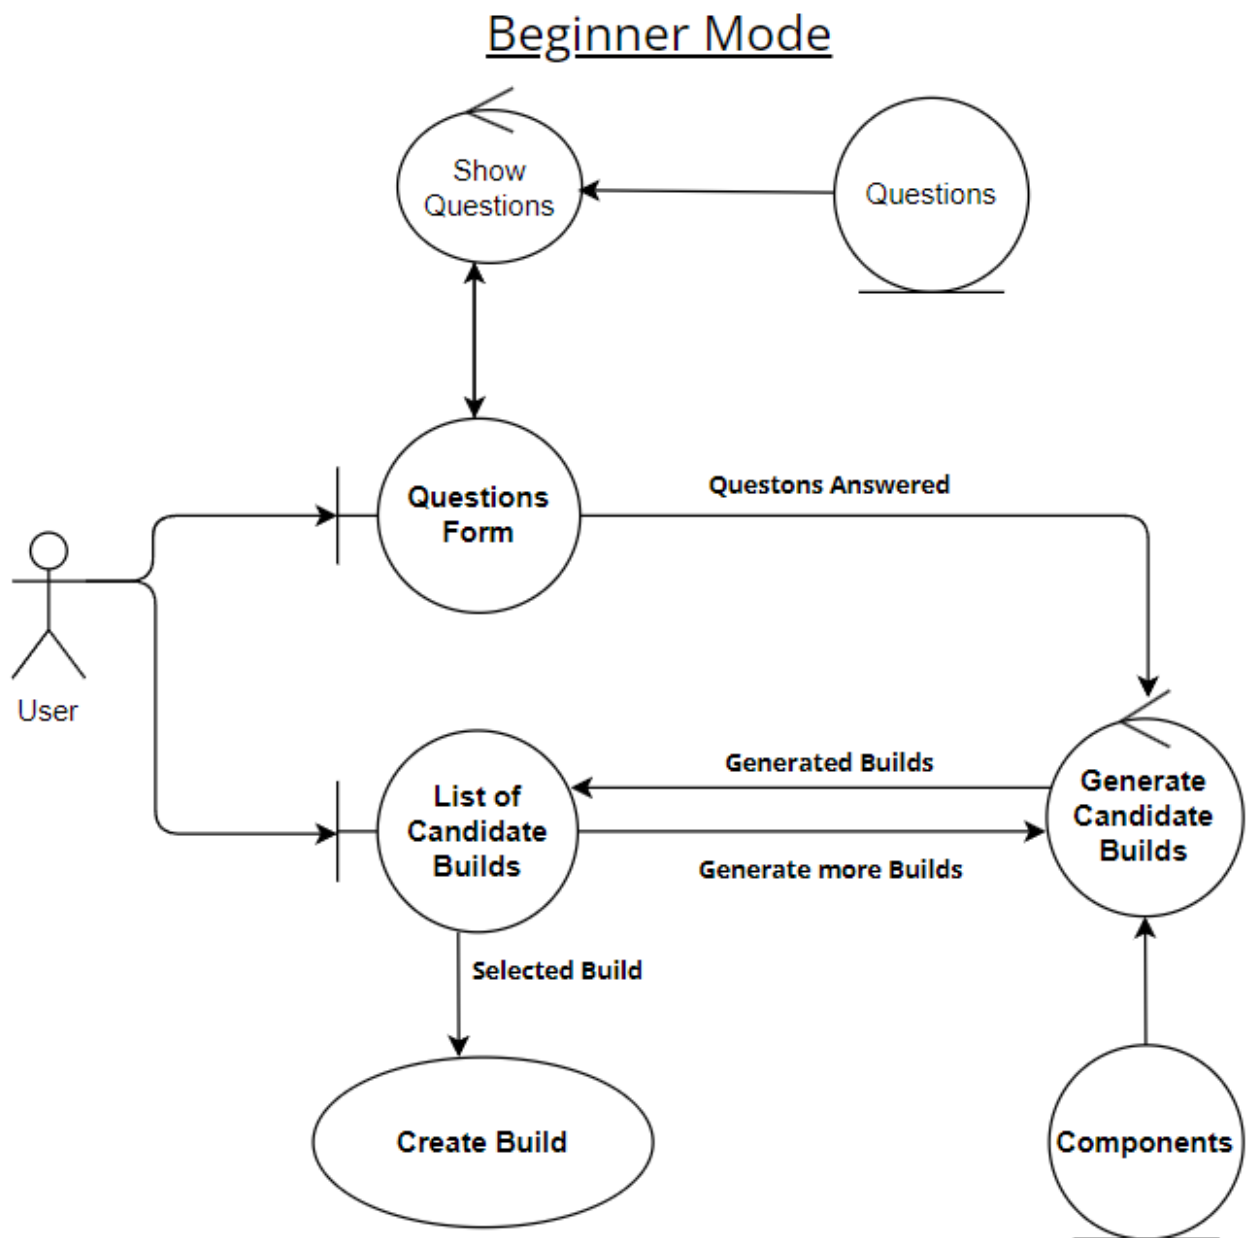 Beginner Mode
Show
Questions
Questions
Questions
Form
Questons Answered
User
List of
Candidate
Builds
Generated Builds
Generate more Builds
Generate
Candidate
Builds
Selected Build
Create Build
Components